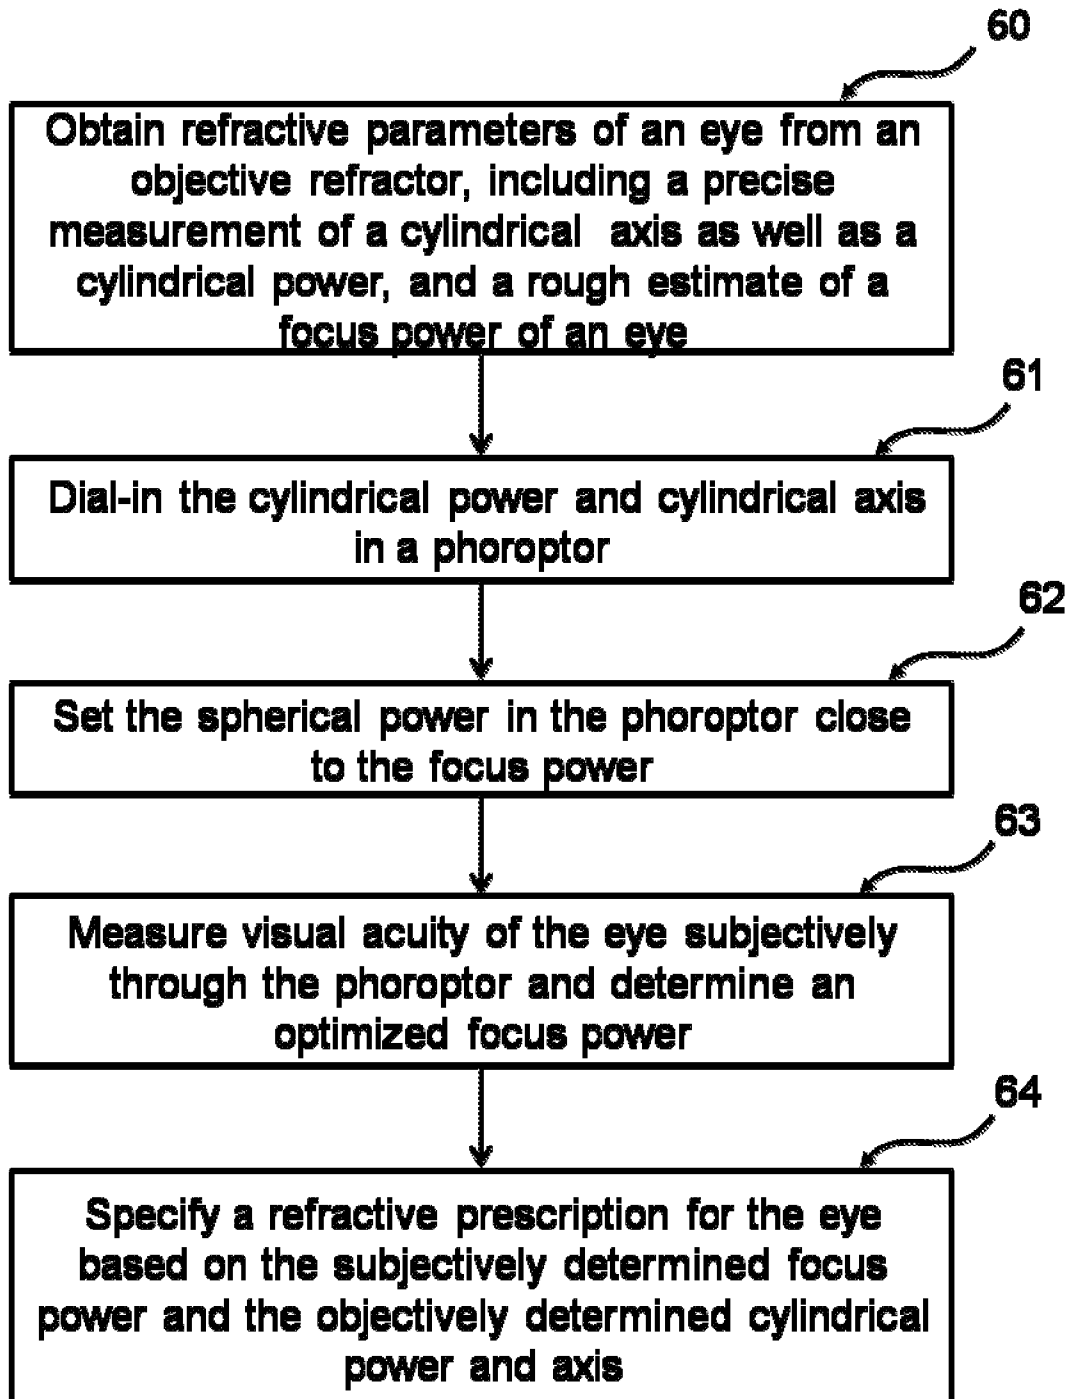 60
Obtain refractive parameters of an eye from an
objective refractor, including a precise
measurement of a cylindrical axis as well as a
cylindrical power, and a rough estimate of a
focus power of an eye
61
Dial-in the cylindrical power and cylindrical axis
in a phoroptor
62
Set the spherical power in the phoroptor close
to the focus power
63
Measure visual acuity of the eye subjectively
through the phoroptor and determine an
optimized focus power
64
Specify a refractive prescription for the eye
based on the subjectively determined focus
power and the objectively determined cylindrical
power and axis